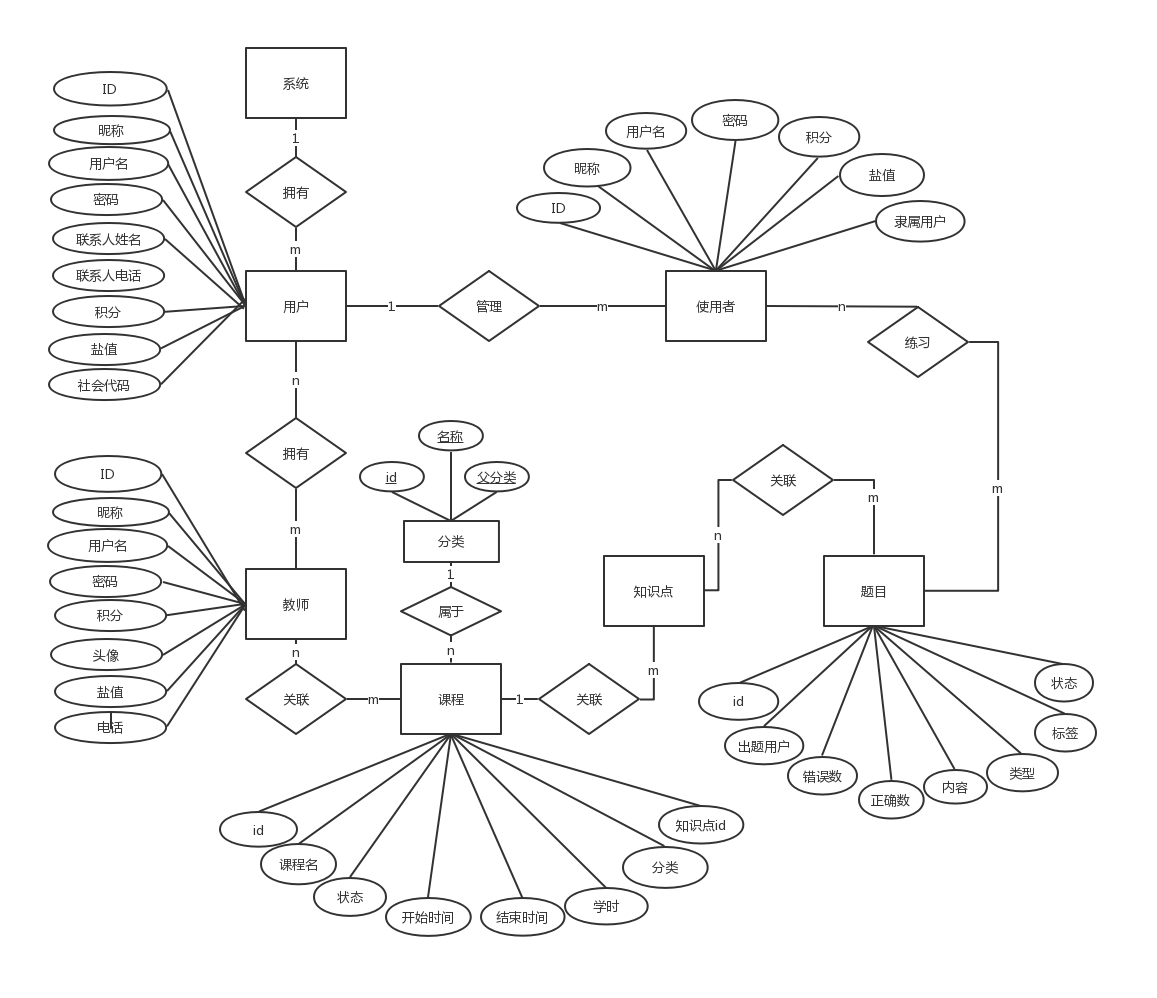 系统
1
拥有
m
ID
昵称
用户名
密码
联系人姓名
联系人电话
积分
盐值
社会代码
用户
1
管理
m
使用者
ID
昵称
用户名
密码
积分
盐值
隶属用户
n
练习
m
n
拥有
m
ID
昵称
用户名
密码
积分
头像
盐值
电话
教师
n
关联
m
id
名称
父分类
分类
1
属于
n
课程
1
关联
m
知识点
n
关联
m
题目
id
出题用户
错误数
正确数
内容
类型
标签
状态
id
课程名
状态
开始时间
结束时间
学时
分类
知识点id